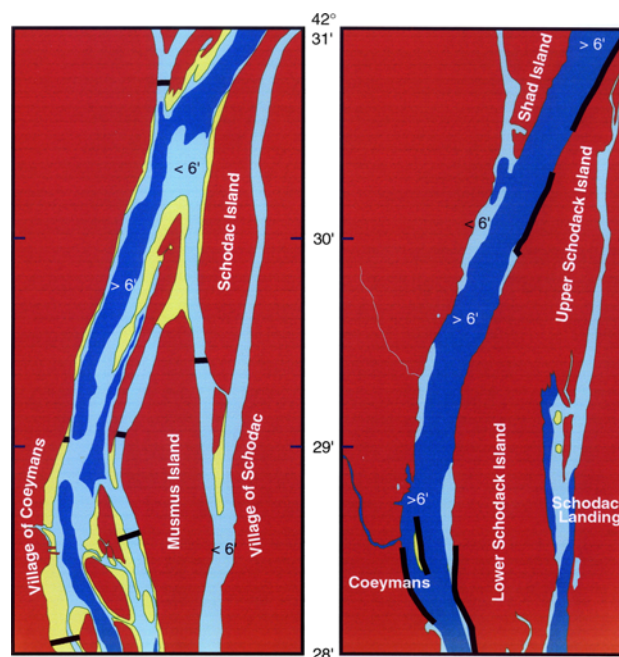 42°
31'
30'
29'
28'
< 6'
Schodac Island
> 6'
Village of Coeymans
Musmus Island
Village of Schodac
< 6'
> 6'
Shad Island
< 6'
Upper Schodack Island
> 6'
>6'
Lower Schodack Island
Schodack
Landing
Coeymans